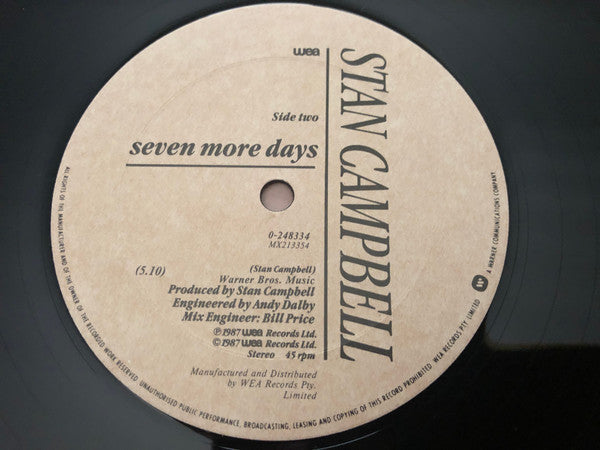 wea
STAN CAMPBELL
Side two
seven more days
0-248334
MX213354
(5.10)
(Stan Campbell)
Warner Bros. Music
Produced by Stan Campbell
Engineered by Andy Dalby
Mix Engineer: Bill Price
℗ 1987 wea Records Ltd.
© 1987 wea Records Ltd.
Stereo 45 rpm
Manufactured and Distributed
by WEA Records Pty.
Limited
ALL RIGHTS OF THE MANUFACTURER AND OF THE OWNER OF THE RECORDED WORK RESERVED. UNAUTHORISED PUBLIC PERFORMANCE, BROADCASTING, LEASING AND COPYING OF THIS RECORD PROHIBITED. WEA RECORDS PTY. LIMITED A WARNER COMMUNICATIONS COMPANY.